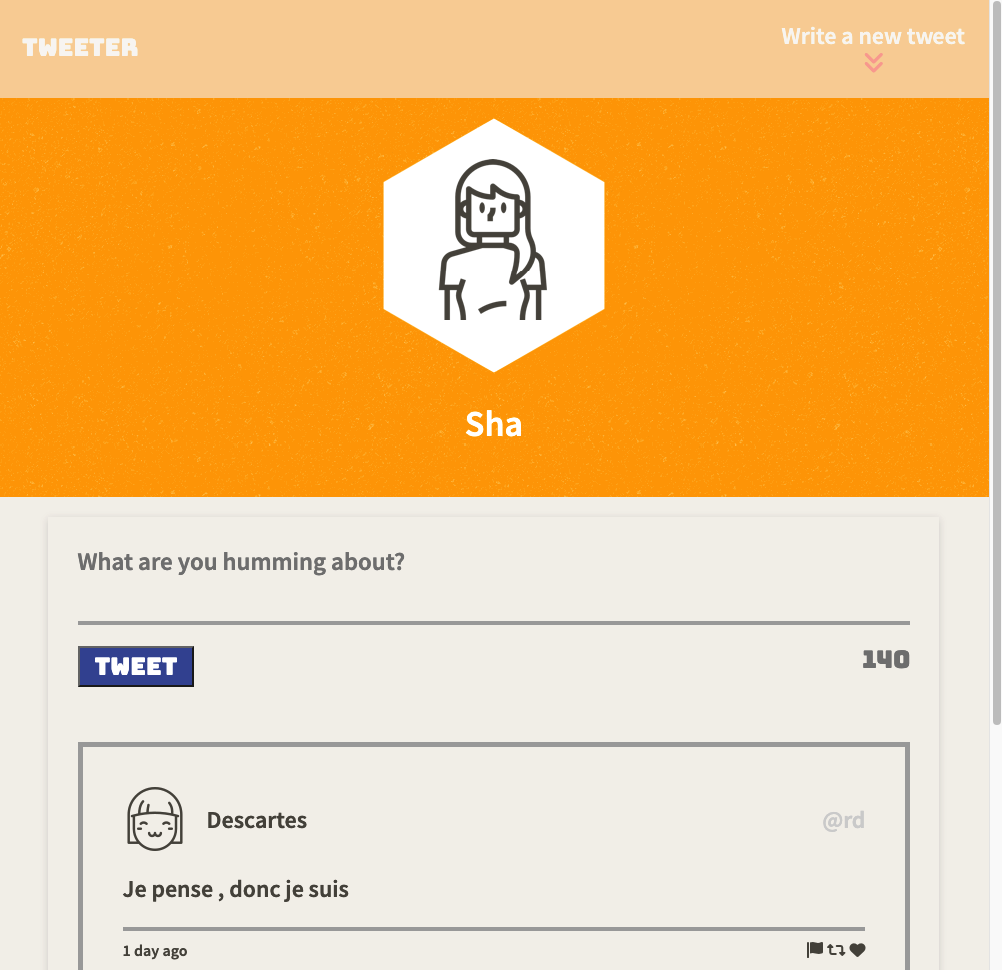 TWEETER
Write a new tweet
Sha
What are you humming about?
TWEET
140
Descartes
@rd
Je pense , donc je suis
1 day ago